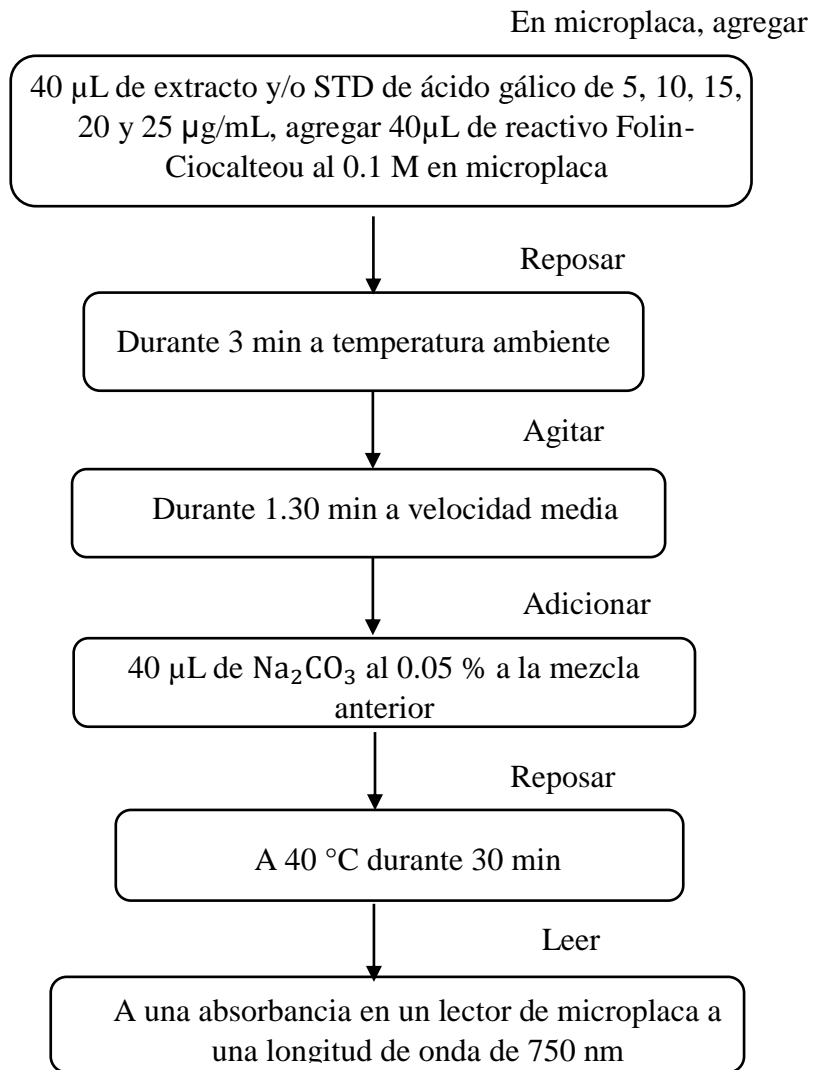 En microplaca, agregar
40 µL de extracto y/o STD de ácido gálico de 5, 10, 15,
20 y 25 µg/mL, agregar 40µL de reactivo Folin-
Ciocalteou al 0.1 M en microplaca
Reposar
Durante 3 min a temperatura ambiente
Agitar
Durante 1.30 min a velocidad media
Adicionar
40 µL de Na₂CO₃ al 0.05 % a la mezcla
anterior
Reposar
A 40 °C durante 30 min
Leer
A una absorbancia en un lector de microplaca a
una longitud de onda de 750 nm